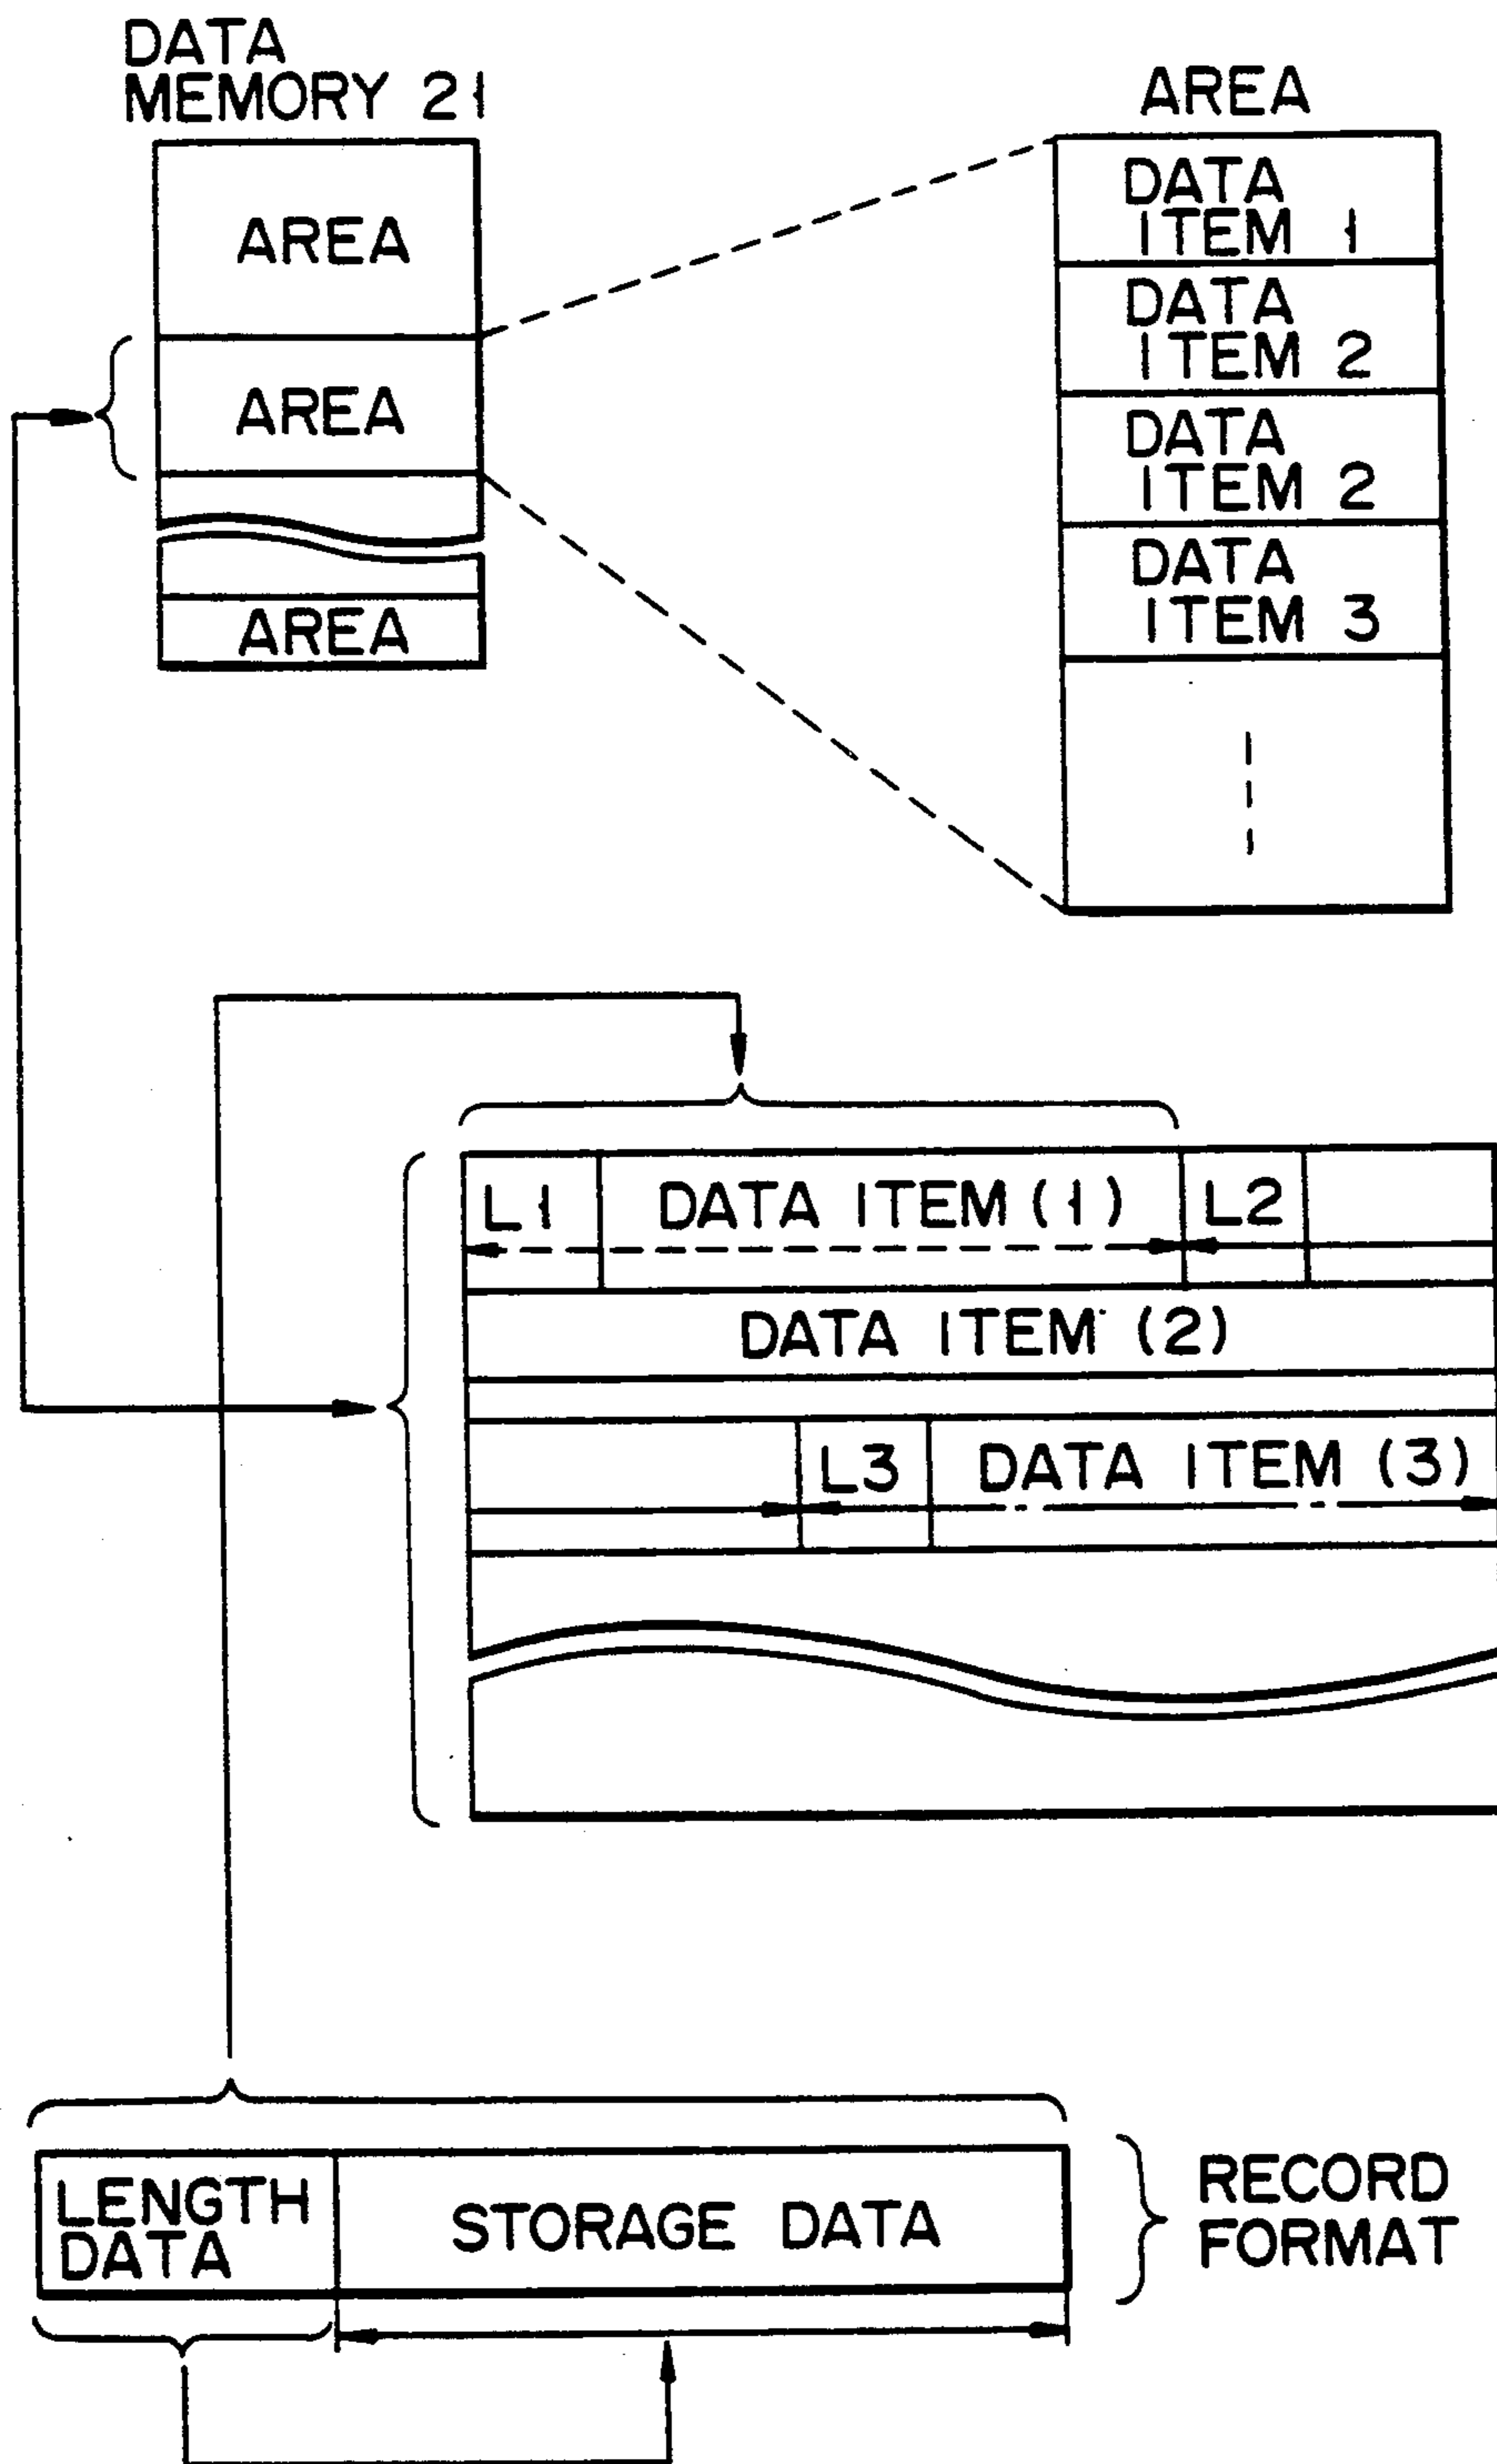 DATA
MEMORY 21
AREA
AREA
AREA
AREA
DATA
ITEM 1
DATA
ITEM 2
DATA
ITEM 2
DATA
ITEM 3
L1
DATA ITEM (1)
L2
DATA ITEM (2)
L3
DATA ITEM (3)
LENGTH
DATA
STORAGE DATA
RECORD
FORMAT